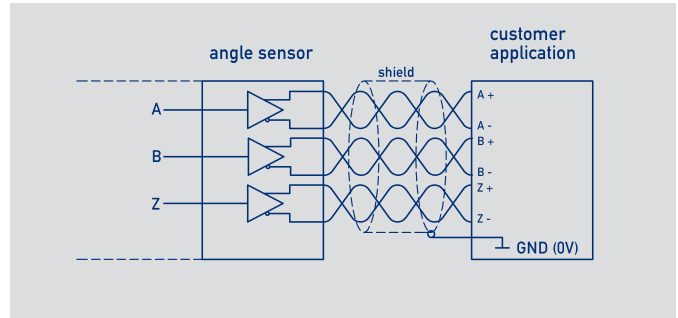 angle sensor
customer
application
shield
A
B
Z
A +
A -
B +
B -
Z +
Z -
GND (0V)